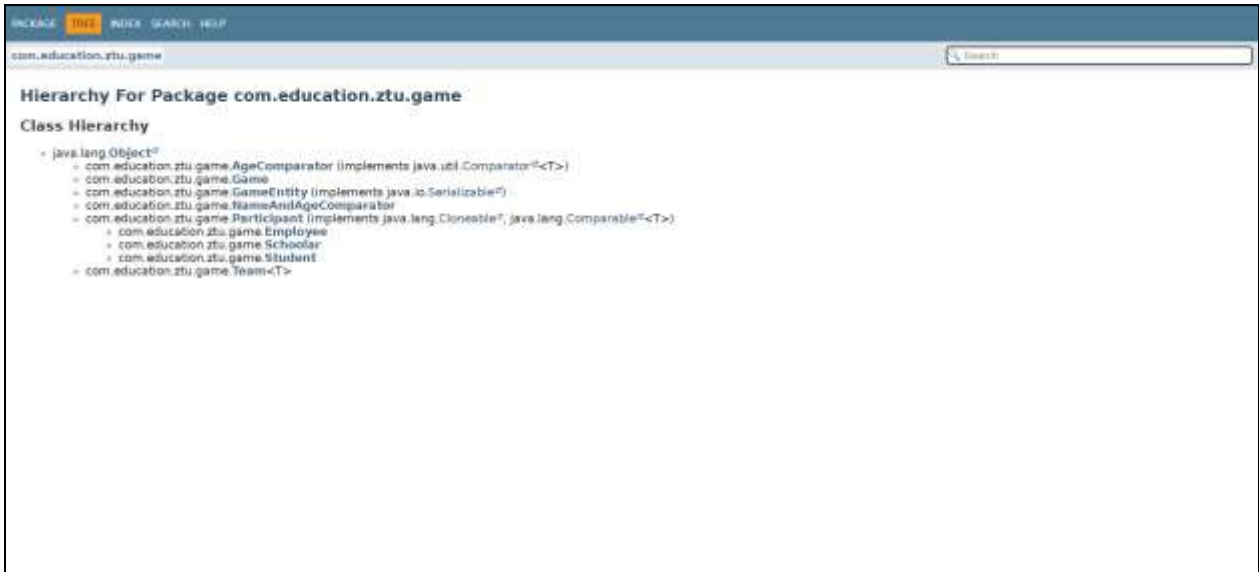 PACKAGE TREE INDEX SEARCH HELP
com.education.ztu.game Search
Hierarchy For Package com.education.ztu.game
Class Hierarchy
java.lang.Object
com.education.ztu.game.AgeComparator (implements java.util.Comparator<T>)
com.education.ztu.game.Game
com.education.ztu.game.GameEntity (implements java.io.Serializable)
com.education.ztu.game.NameAndAgeComparator
com.education.ztu.game.Participant (implements java.lang.Cloneable, java.lang.Comparable<T>)
com.education.ztu.game.Employee
com.education.ztu.game.Schoolar
com.education.ztu.game.Student
com.education.ztu.game.Team<T>